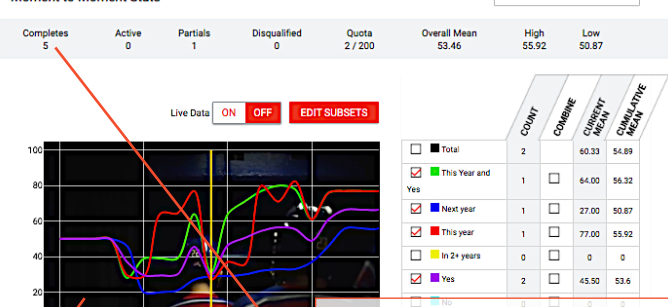 Moment to Moment Stats
Completes Active Partials Disqualified Quota Overall Mean High Low
5 0 1 0 2 / 200 53.46 55.92 50.87
Live Data ON OFF EDIT SUBSETS
COUNT COMBINE CURRENT MEAN CUMULATIVE MEAN
100
80
60
40
20
Total 2 60.33 54.89
This Year and Yes 1 64.00 56.32
Next year 1 27.00 50.87
This year 1 77.00 55.92
In 2+ years 0 0 0
Yes 2 45.50 53.6
No